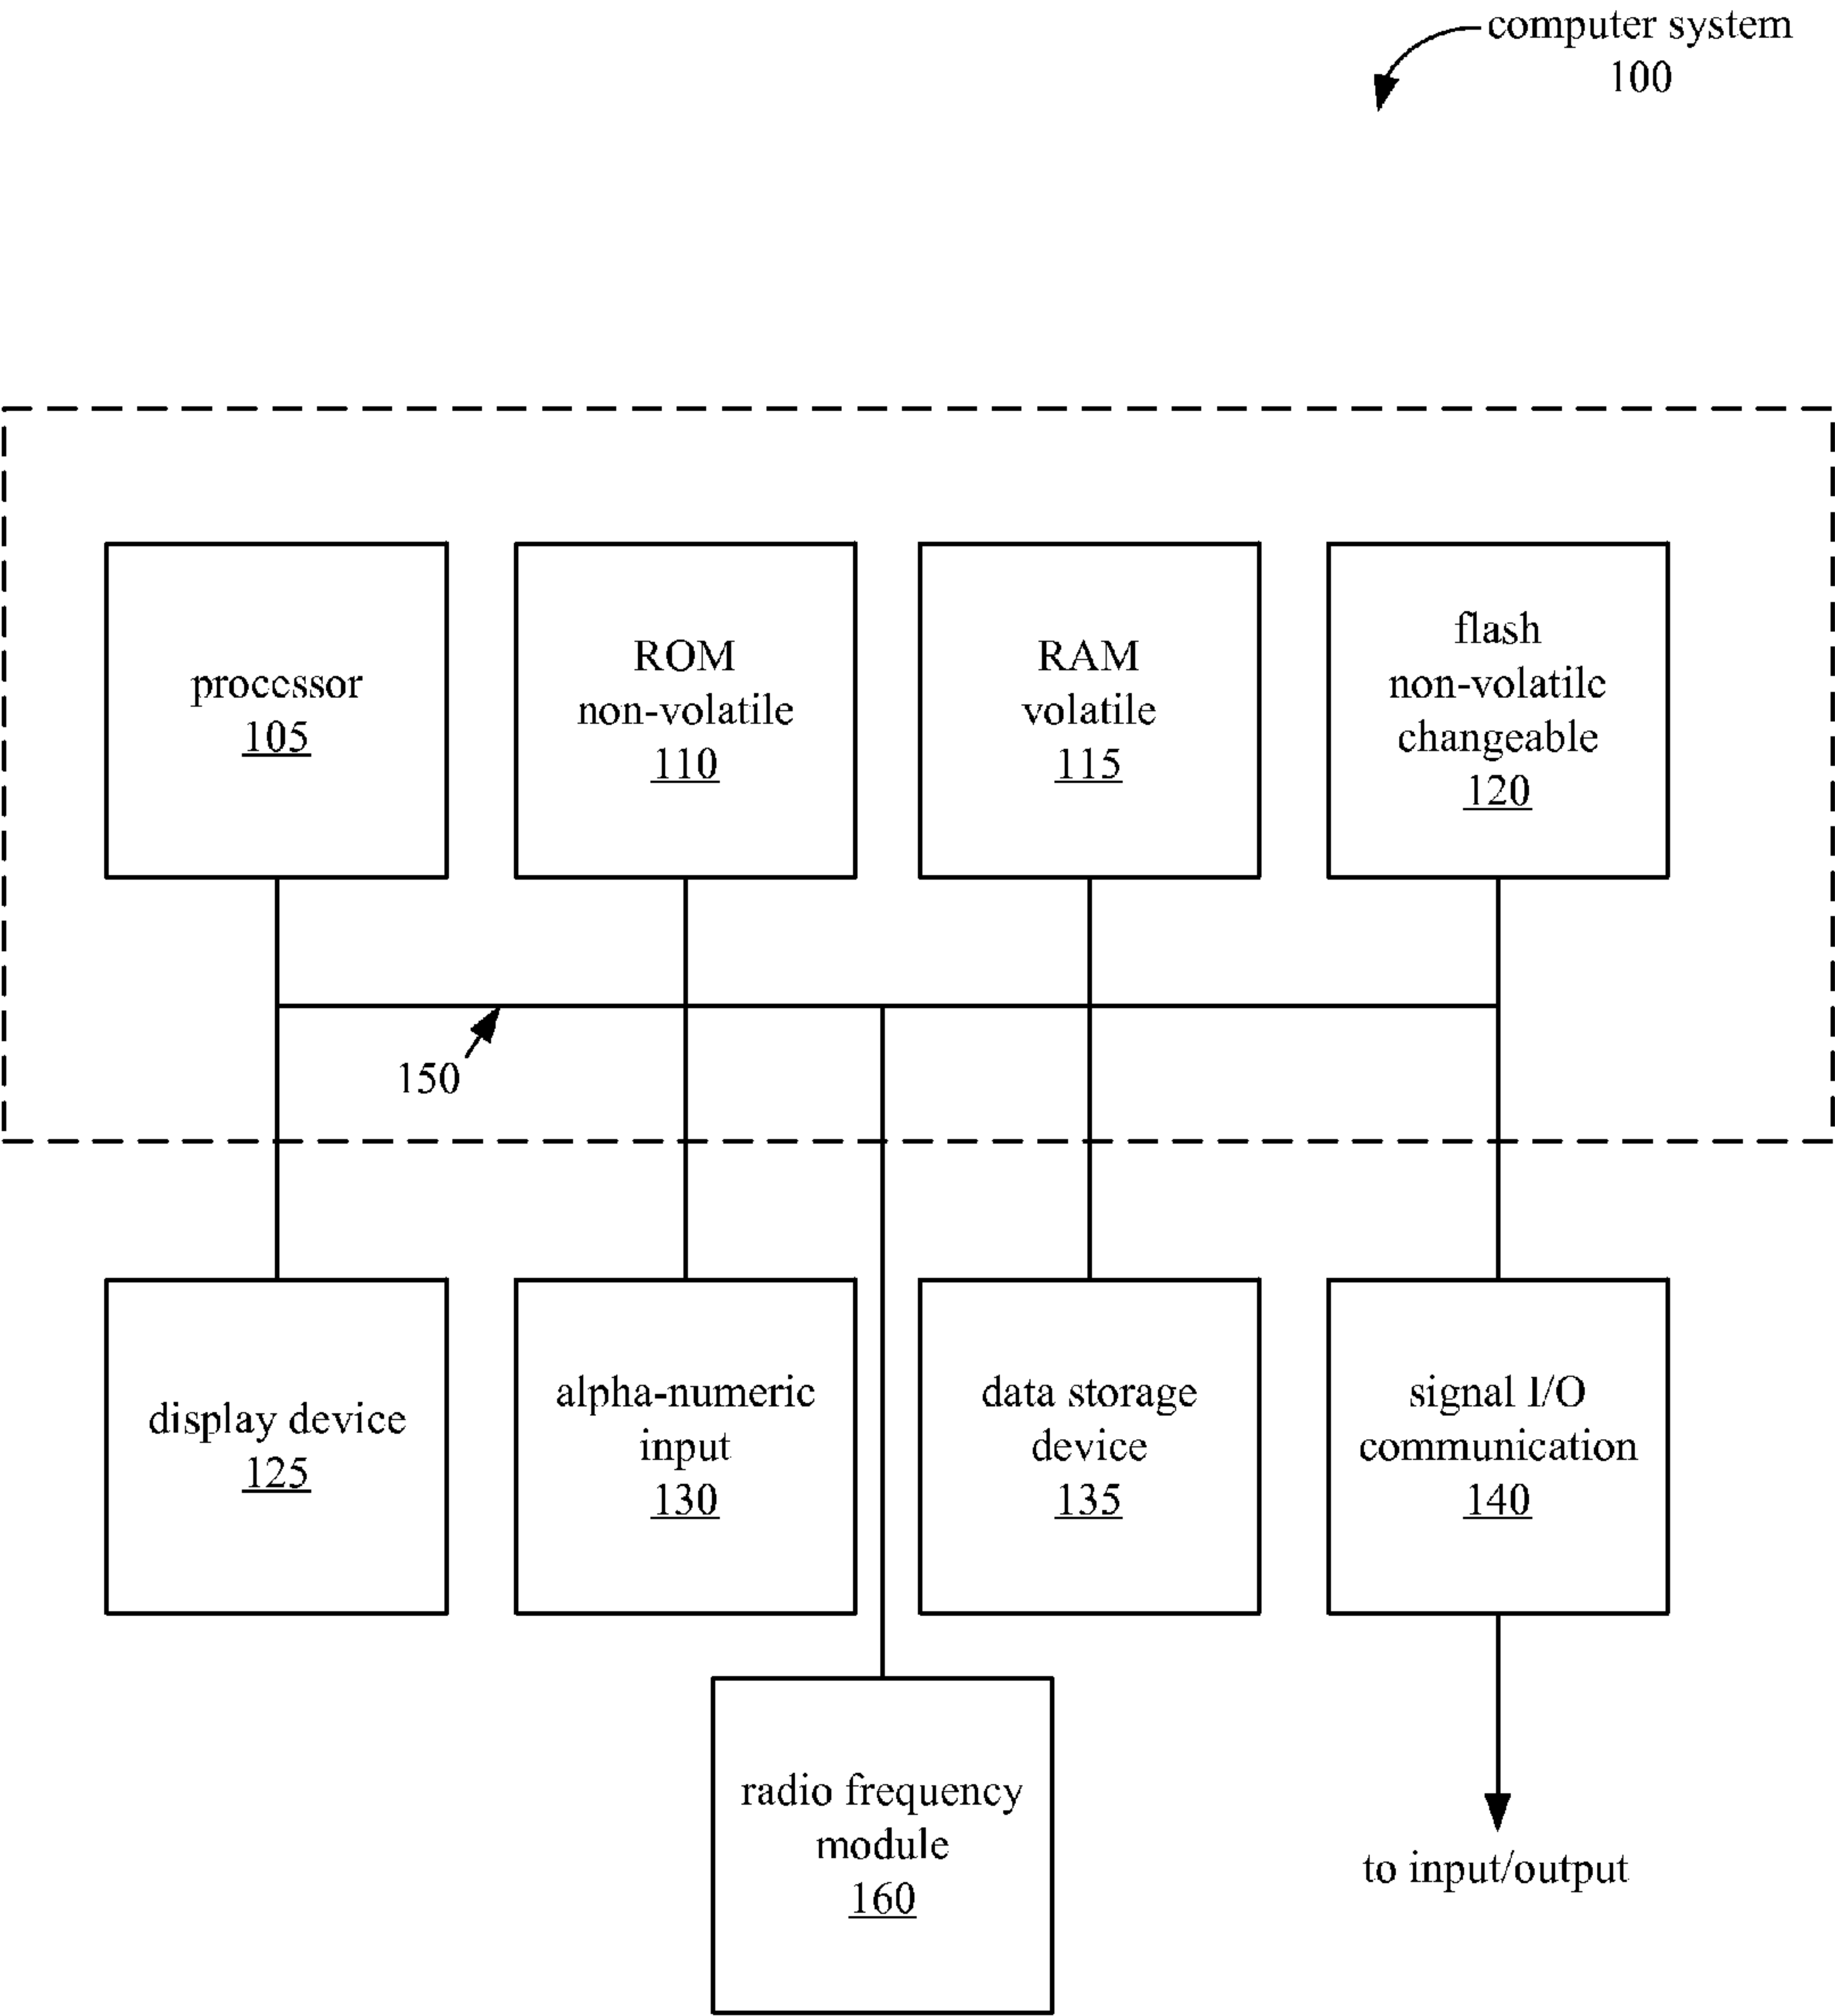 computer system
100
processor
105
ROM
non-volatile
110
RAM
volatile
115
flash
non-volatile
changeable
120
150
display device
125
alpha-numeric
input
130
data storage
device
135
signal I/O
communication
140
radio frequency
module
160
to input/output